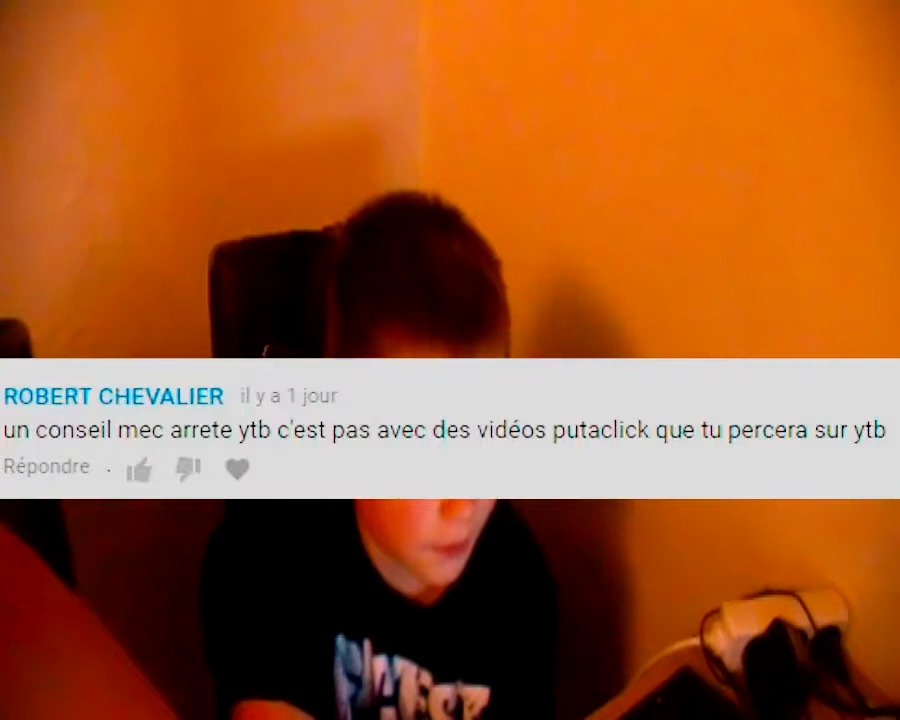 ROBERT CHEVALIER il y a 1 jour
un conseil mec arrete ytb c'est pas avec des vidéos putaclick que tu percera sur ytb
Répondre .